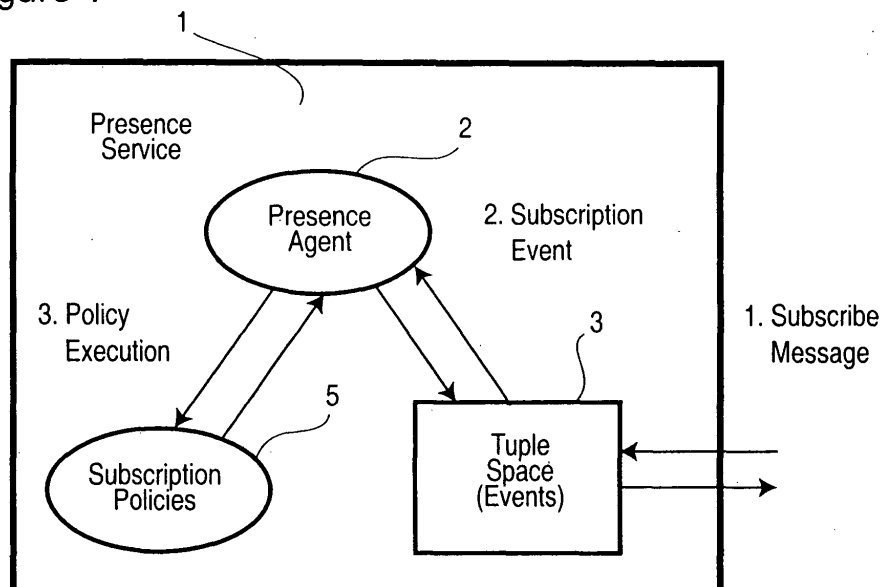 1
Presence
Service
2
Presence
Agent
2. Subscription
Event
3. Policy
Execution
3
1. Subscribe
Message
5
Subscription
Policies
Tuple
Space
(Events)